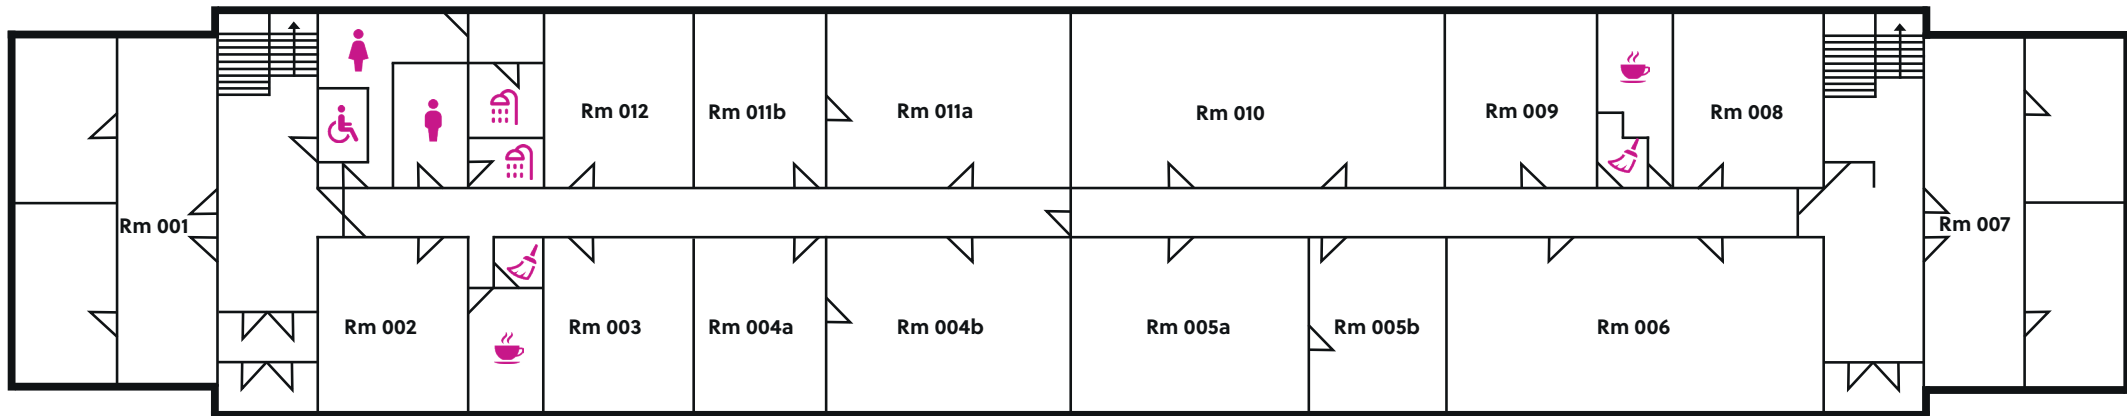 Rm 012
Rm 011b
Rm 011a
Rm 010
Rm 009
Rm 008
Rm 001
Rm 007
Rm 002
Rm 003
Rm 004a
Rm 004b
Rm 005a
Rm 005b
Rm 006